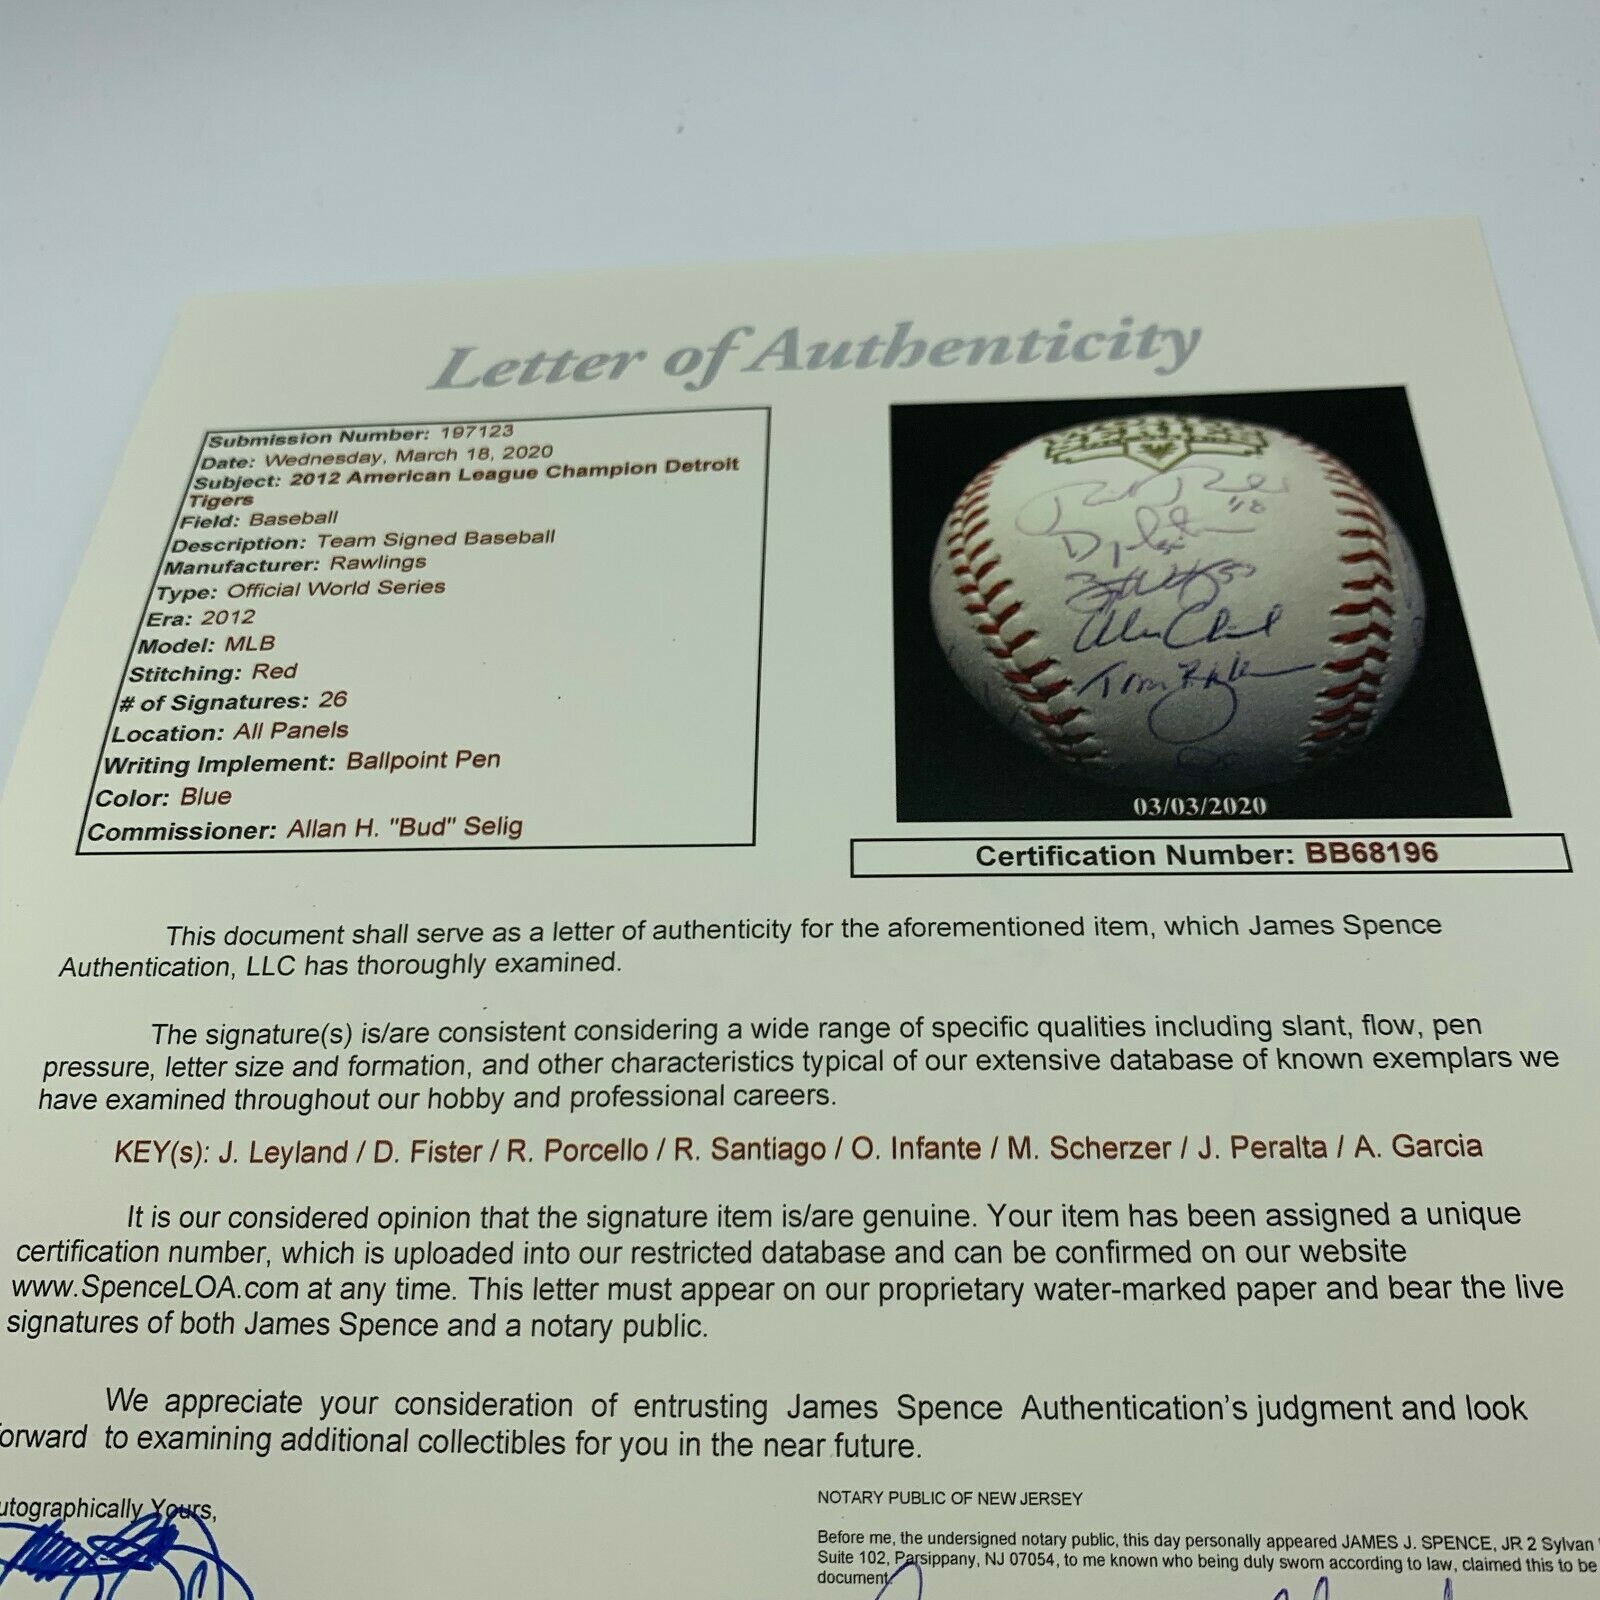 Letter of Authenticity
Submission Number: 197123
Date: Wednesday, March 18, 2020
Subject: 2012 American League Champion Detroit
Tigers
Field: Baseball
Description: Team Signed Baseball
Manufacturer: Rawlings
Type: Official World Series
Era: 2012
Model: MLB
Stitching: Red
# of Signatures: 26
Location: All Panels
Writing Implement: Ballpoint Pen
Color: Blue
Commissioner: Allan H. "Bud" Selig
03/03/2020
Certification Number: BB68196
This document shall serve as a letter of authenticity for the aforementioned item, which James Spence
Authentication, LLC has thoroughly examined.
The signature(s) is/are consistent considering a wide range of specific qualities including slant, flow, pen
pressure, letter size and formation, and other characteristics typical of our extensive database of known exemplars we
have examined throughout our hobby and professional careers.
KEY(s): J. Leyland / D. Fister / R. Porcello / R. Santiago / O. Infante / M. Scherzer / J. Peralta / A. Garcia
It is our considered opinion that the signature item is/are genuine. Your item has been assigned a unique
certification number, which is uploaded into our restricted database and can be confirmed on our website
www.SpenceLOA.com at any time. This letter must appear on our proprietary water-marked paper and bear the live
signatures of both James Spence and a notary public.
We appreciate your consideration of entrusting James Spence Authentication's judgment and look
orward to examining additional collectibles for you in the near future.
utographically Yours,
NOTARY PUBLIC OF NEW JERSEY
Before me, the undersigned notary public, this day personally appeared JAMES J. SPENCE, JR 2 Sylvan
Suite 102, Parsippany, NJ 07054, to me known who being duly sworn according to law, claimed this to be
document.